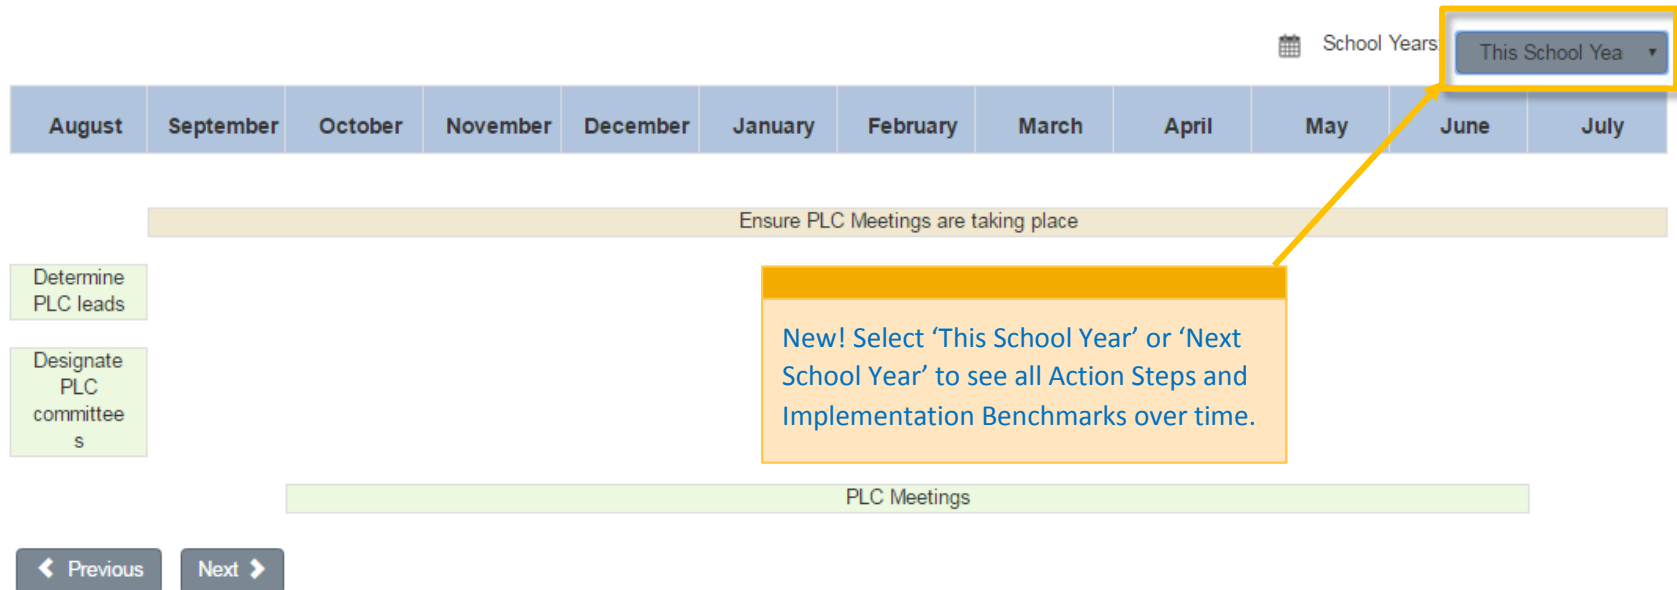 School Years
This School Yea
August September October November December January February March April May June July
Ensure PLC Meetings are taking place
Determine
PLC leads
New! Select ‘This School Year’ or ‘Next
School Year’ to see all Action Steps and
Implementation Benchmarks over time.
Designate
PLC
committee
s
PLC Meetings
Previous
Next